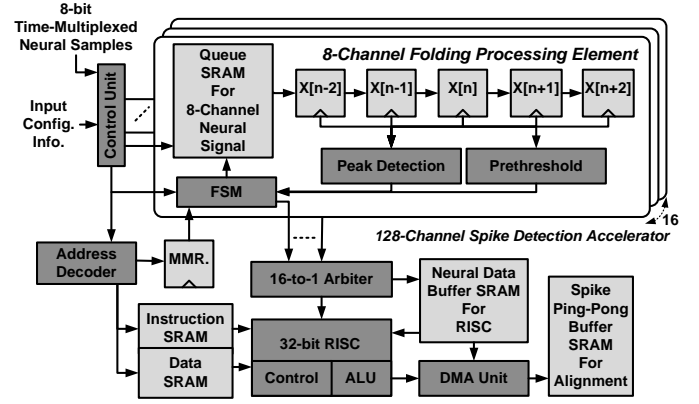 8-bit
Time-Multiplexed
Neural Samples
Input
Config.
Info.
Control Unit
Queue
SRAM
For
8-Channel
Neural
Signal
8-Channel Folding Processing Element
X[n-2]
X[n-1]
X[n]
X[n+1]
X[n+2]
Peak Detection
Prethreshold
FSM
16
128-Channel Spike Detection Accelerator
Address
Decoder
MMR.
16-to-1 Arbiter
Neural Data
Buffer SRAM
For
RISC
Spike
Ping-Pong
Buffer
SRAM
For
Alignment
Instruction
SRAM
Data
SRAM
32-bit RISC
Control
ALU
DMA Unit